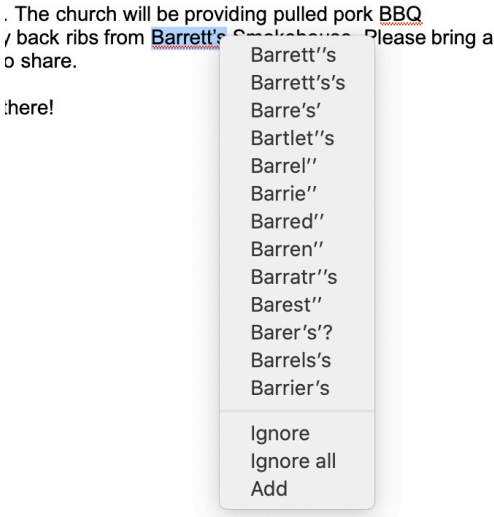 . The church will be providing pulled pork BBQ
back ribs from Barrett’s Smokehouse. Please bring a
o share.
there!
Barrett’’s
Barrett’s’s
Barre’s’
Bartlet’’s
Barrel’’
Barrie’’
Barred’’
Barren’’
Barratr’’s
Barest’’
Barer’s’?
Barrels’s
Barrier’s
Ignore
Ignore all
Add